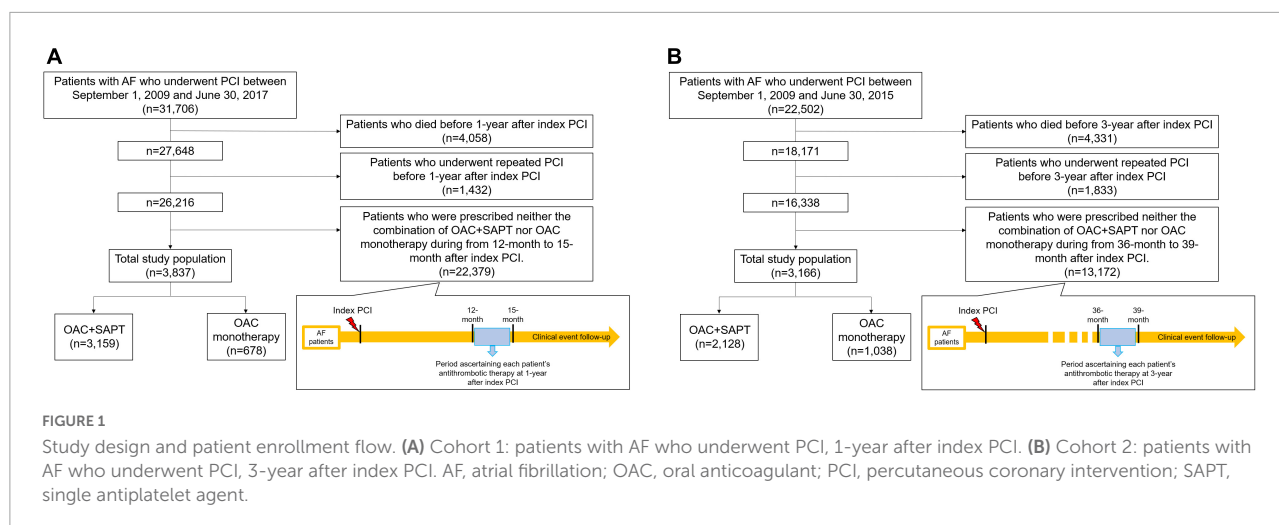 A
Patients with AF who underwent PCI between
September 1, 2009 and June 30, 2017
(n=31,706)
Patients who died before 1-year after index PCI
(n=4,058)
n=27,648
Patients who underwent repeated PCI
before 1-year after index PCI
(n=1,432)
n=26,216
Patients who were prescribed neither the
combination of OAC+SAPT nor OAC
monotherapy during from 12-month to 15-
month after index PCI.
(n=22,379)
Total study population
(n=3,837)
OAC+SAPT
(n=3,159)
OAC
monotherapy
(n=678)
Index PCI
12-
month
15-
month
AF
patients
Clinical event follow-up
Period ascertaining each patient's
antithrombotic therapy at 1-year
after index PCI
B
Patients with AF who underwent PCI between
September 1, 2009 and June 30, 2015
(n=22,502)
Patients who died before 3-year after index PCI
(n=4,331)
n=18,171
Patients who underwent repeated PCI
before 3-year after index PCI
(n=1,833)
n=16,338
Patients who were prescribed neither the
combination of OAC+SAPT nor OAC
monotherapy during from 36-month to 39-
month after index PCI.
(n=13,172)
Total study population
(n=3,166)
OAC+SAPT
(n=2,128)
OAC
monotherapy
(n=1,038)
Index PCI
36-
month
39-
month
AF
patients
Clinical event follow-up
Period ascertaining each patient's
antithrombotic therapy at 3-year
after index PCI
FIGURE 1
Study design and patient enrollment flow. (A) Cohort 1: patients with AF who underwent PCI, 1-year after index PCI. (B) Cohort 2: patients with
AF who underwent PCI, 3-year after index PCI. AF, atrial fibrillation; OAC, oral anticoagulant; PCI, percutaneous coronary intervention; SAPT,
single antiplatelet agent.